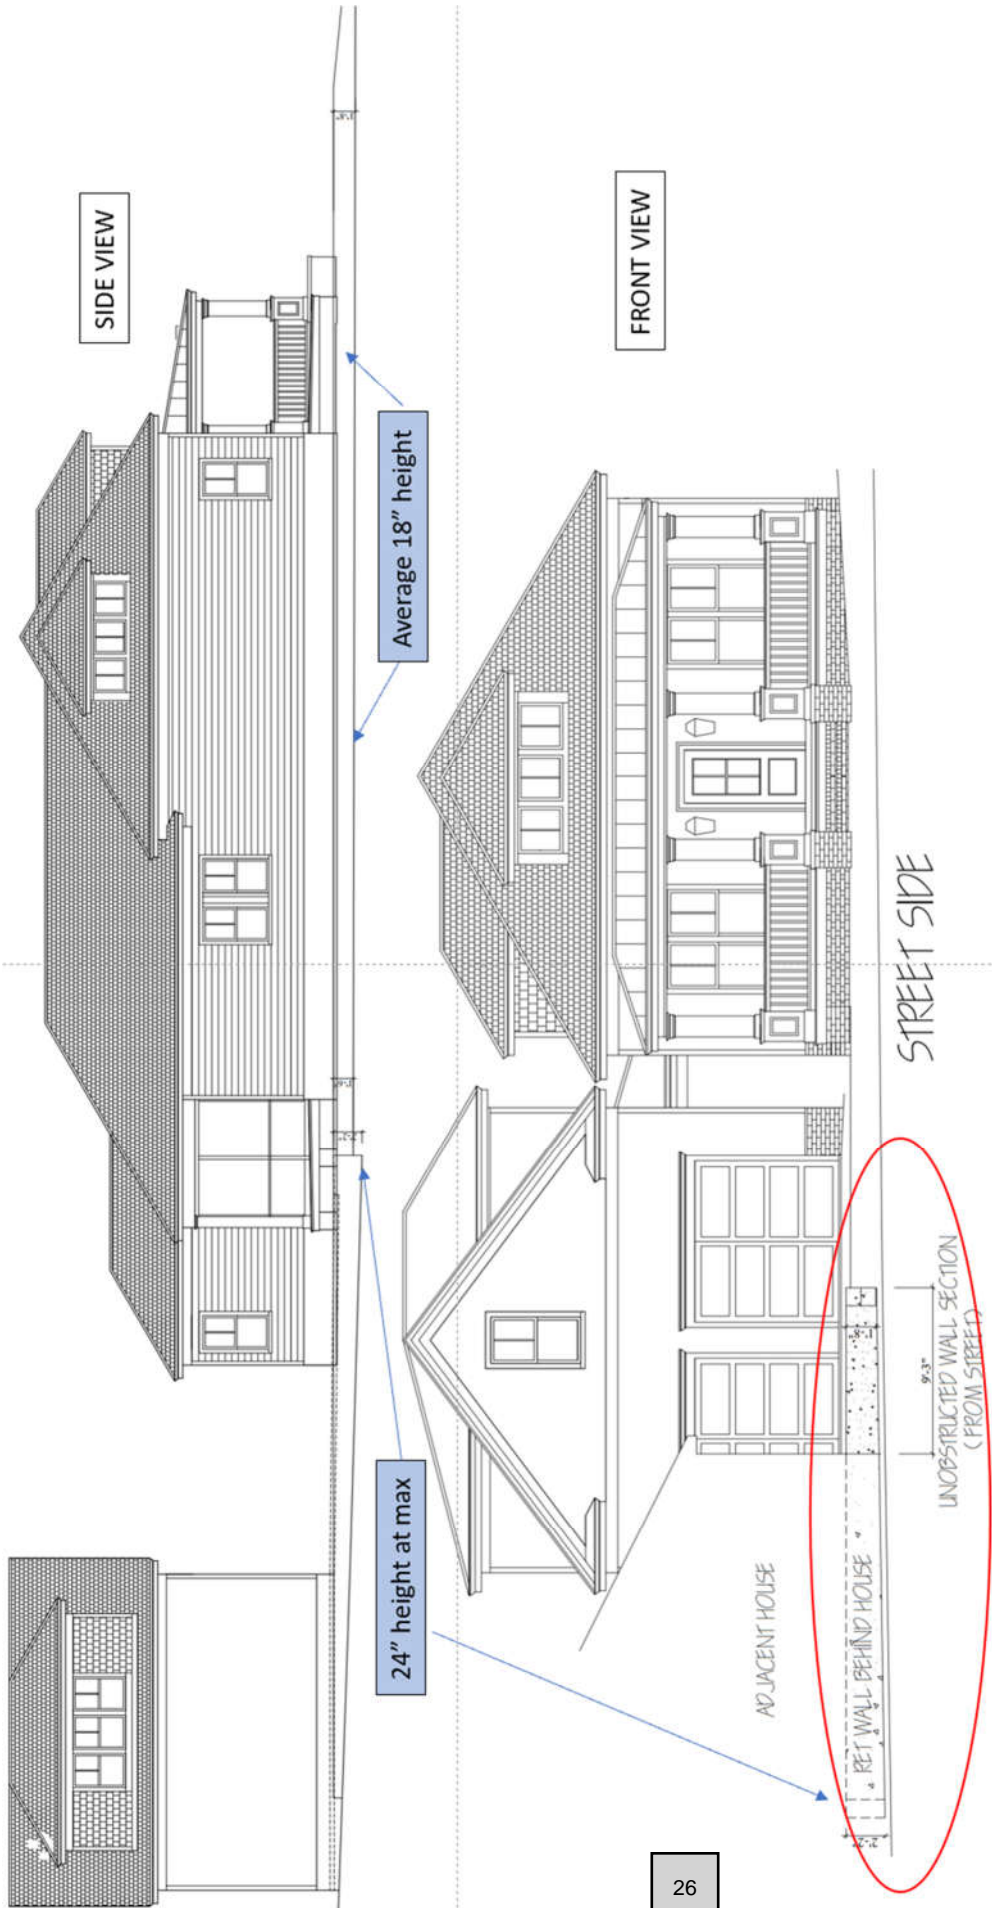 SIDE VIEW
Average 18" height
24" height at max
FRONT VIEW
STREET SIDE
ADJACENT HOUSE
RET WALL BEHIND HOUSE
9'-3"
UNOBSTRUCTED WALL SECTION
(FROM STREET)
26